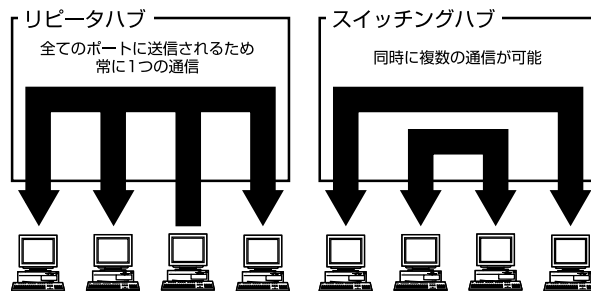 リピータハブ
全てのポートに送信されるため
常に1つの通信
スイッチングハブ
同時に複数の通信が可能